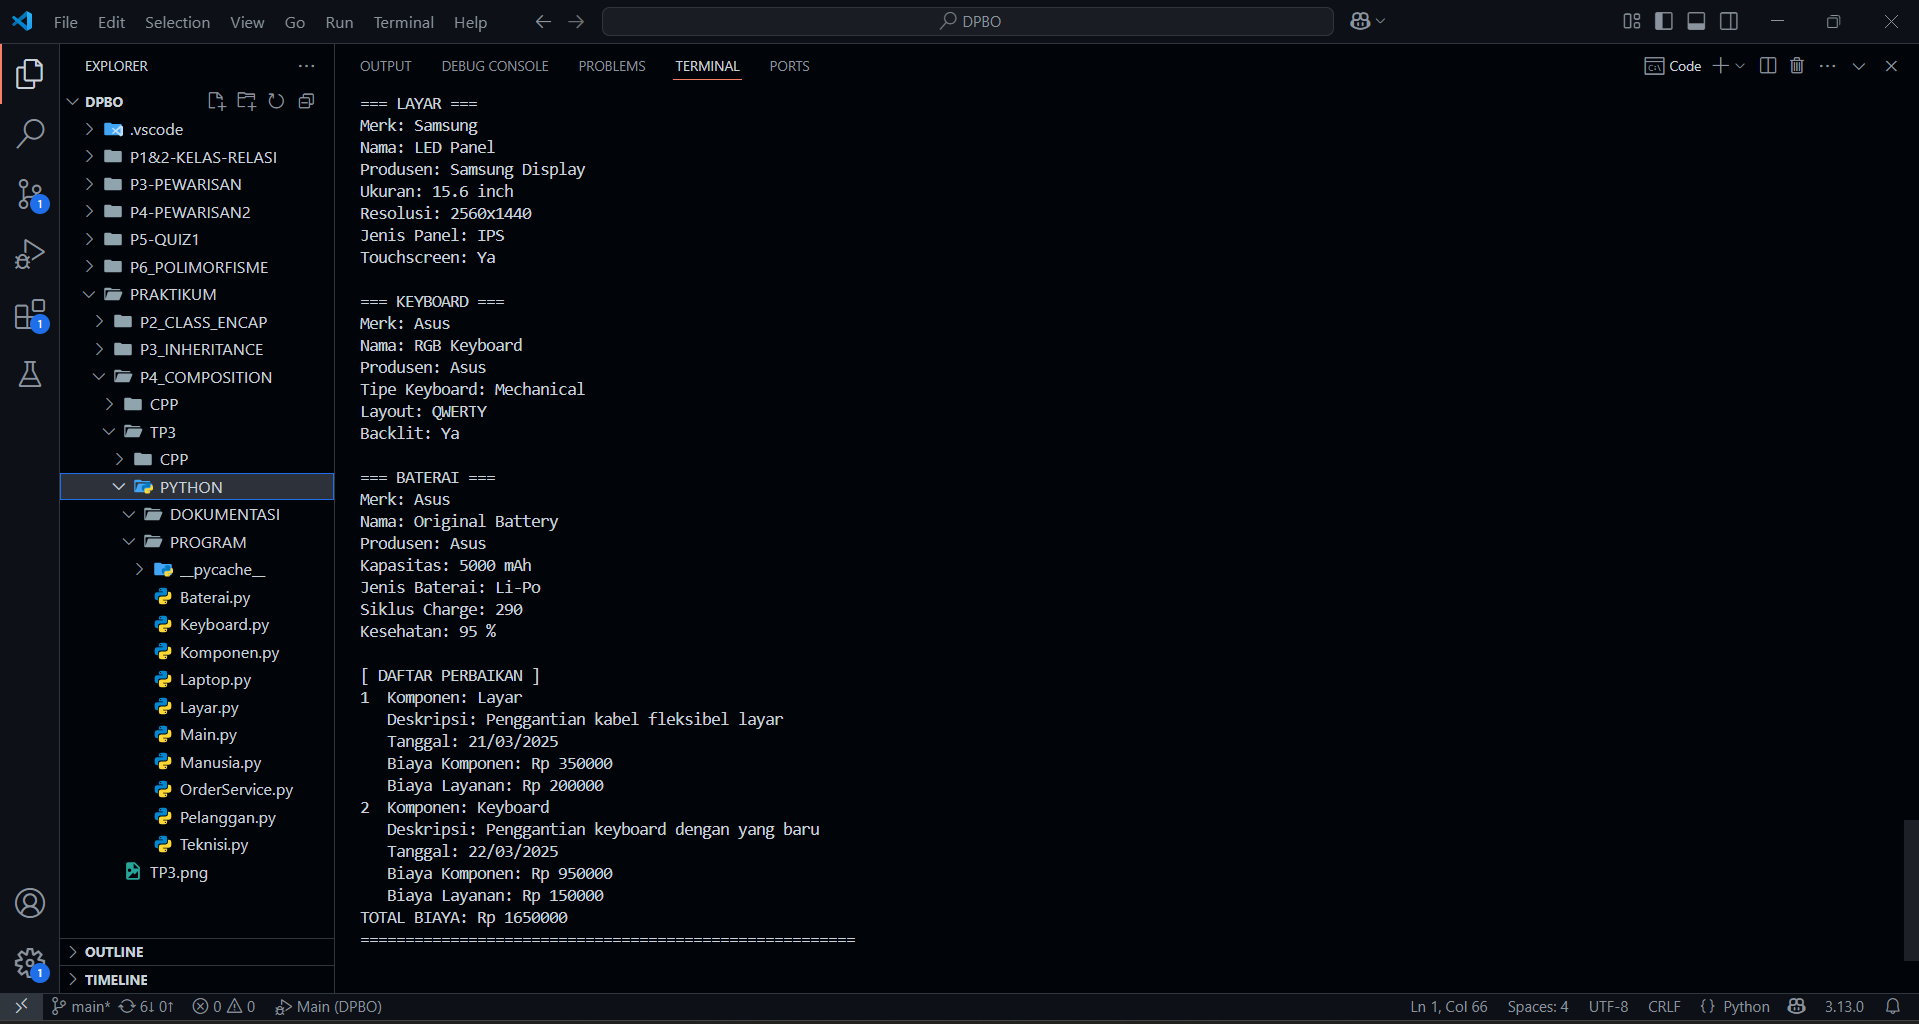 File Edit Selection View Go Run Terminal Help
DPBO
EXPLORER
DPBO
.vscode
P1&2-KELAS-RELASI
P3-PEWARISAN
P4-PEWARISAN2
P5-QUIZ1
P6_POLIMORFISME
PRAKTIKUM
P2_CLASS_ENCAP
P3_INHERITANCE
P4_COMPOSITION
CPP
TP3
CPP
PYTHON
DOKUMENTASI
PROGRAM
__pycache__
Baterai.py
Keyboard.py
Komponen.py
Laptop.py
Layar.py
Main.py
Manusia.py
OrderService.py
Pelanggan.py
Teknisi.py
TP3.png
OUTLINE
TIMELINE
1
1
1
OUTPUT DEBUG CONSOLE PROBLEMS TERMINAL PORTS
Code
=== LAYAR ===
Merk: Samsung
Nama: LED Panel
Produsen: Samsung Display
Ukuran: 15.6 inch
Resolusi: 2560x1440
Jenis Panel: IPS
Touchscreen: Ya
=== KEYBOARD ===
Merk: Asus
Nama: RGB Keyboard
Produsen: Asus
Tipe Keyboard: Mechanical
Layout: QWERTY
Backlit: Ya
=== BATERAI ===
Merk: Asus
Nama: Original Battery
Produsen: Asus
Kapasitas: 5000 mAh
Jenis Baterai: Li-Po
Siklus Charge: 290
Kesehatan: 95 %
[ DAFTAR PERBAIKAN ]
1 Komponen: Layar
Deskripsi: Penggantian kabel fleksibel layar
Tanggal: 21/03/2025
Biaya Komponen: Rp 350000
Biaya Layanan: Rp 200000
2 Komponen: Keyboard
Deskripsi: Penggantian keyboard dengan yang baru
Tanggal: 22/03/2025
Biaya Komponen: Rp 950000
Biaya Layanan: Rp 150000
TOTAL BIAYA: Rp 1650000
=======================================================
main* 6↓ 0↑ 0 0 Main (DPBO)
Ln 1, Col 66 Spaces: 4 UTF-8 CRLF {} Python 3.13.0